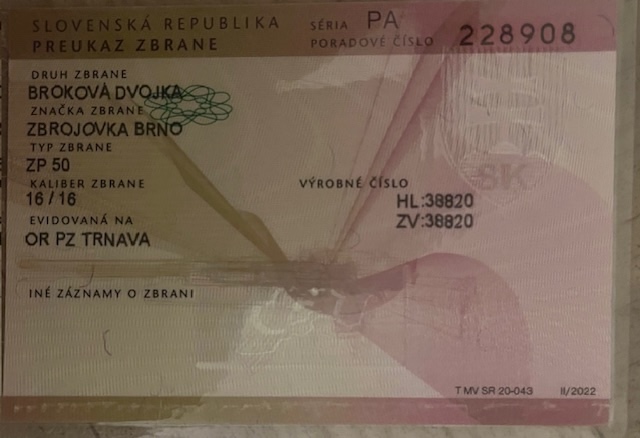 SLOVENSKÁ REPUBLIKA SÉRIA PA
PREUKAZ ZBRANE PORADOVÉ ČÍSLO 228908
DRUH ZBRANE
BROKOVÁ DVOJKA
ZNAČKA ZBRANE
ZBROJOVKA BRNO
TYP ZBRANE
ZP 50
KALIBER ZBRANE VÝROBNÉ ČÍSLO
16 / 16 HL:38820
EVIDOVANÁ NA ZV:38820
OR PZ TRNAVA
INÉ ZÁZNAMY O ZBRANI
SK
T MV SR 20-043 II/2022